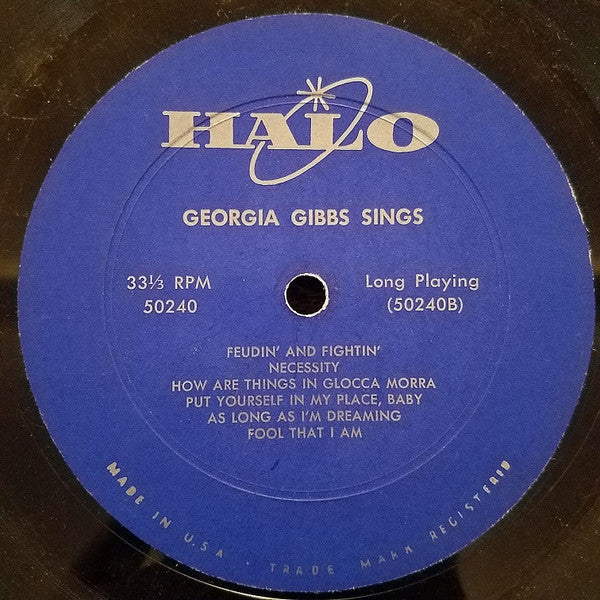 HALO
GEORGIA GIBBS SINGS
33⅓ RPM
50240
Long Playing
(50240B)
FEUDIN' AND FIGHTIN'
NECESSITY
HOW ARE THINGS IN GLOCCA MORRA
PUT YOURSELF IN MY PLACE, BABY
AS LONG AS I'M DREAMING
FOOL THAT I AM
MADE IN U.S.A. · TRADE MARK REGISTERED